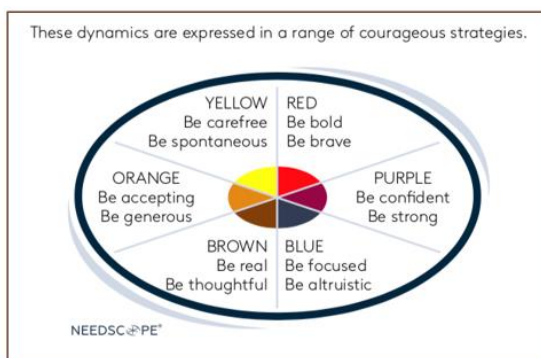 These dynamics are expressed in a range of courageous strategies.
YELLOW
Be carefree
Be spontaneous
RED
Be bold
Be brave
ORANGE
Be accepting
Be generous
PURPLE
Be confident
Be strong
BROWN
Be real
Be thoughtful
BLUE
Be focused
Be altruistic
NEEDSCOPE®